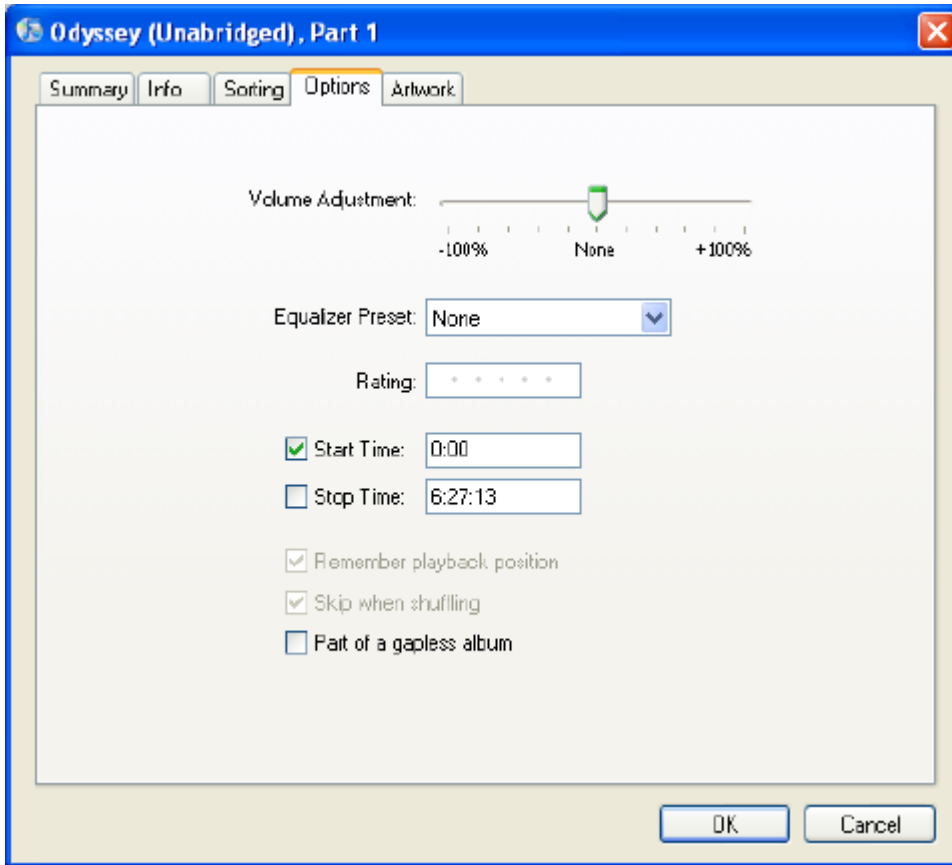 Odyssey (Unabridged), Part 1
Summary Info Sorting Options Artwork
Volume Adjustment:
-100% None +100%
Equalizer Preset: None
Rating:
Start Time: 0:00
Stop Time: 6:27:13
Remember playback position
Skip when shuffling
Part of a gapless album
OK Cancel